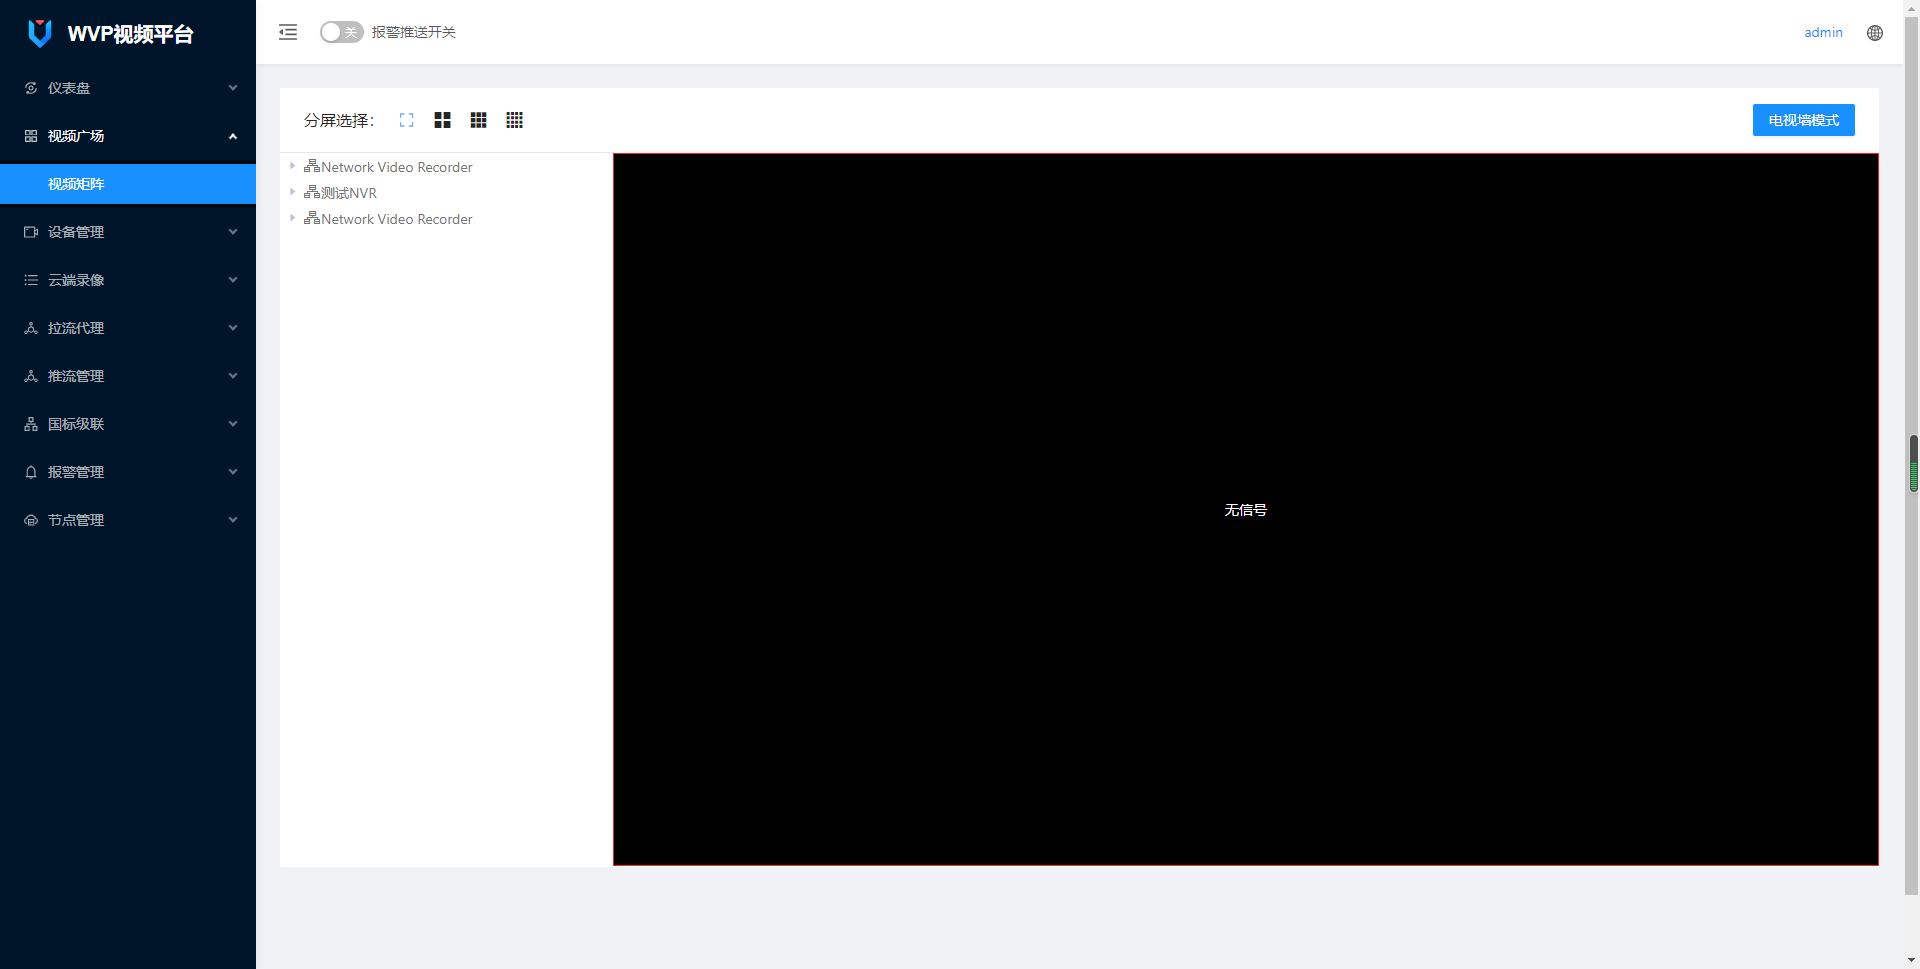 WVP视频平台
关 报警推送开关
admin
仪表盘
视频广场
视频矩阵
设备管理
云端录像
拉流代理
推流管理
国标级联
报警管理
节点管理
分屏选择：
电视墙模式
Network Video Recorder
测试NVR
Network Video Recorder
无信号